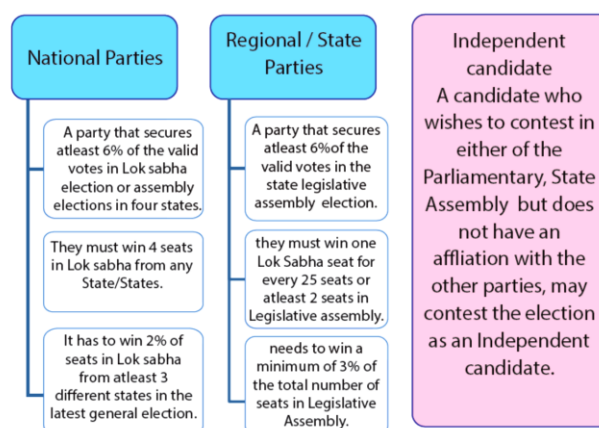 National Parties
A party that secures
atleast 6% of the valid
votes in Lok sabha
election or assembly
elections in four states.
They must win 4 seats
in Lok sabha from any
State/States.
It has to win 2% of
seats in Lok sabha
from atleast 3
different states in the
latest general election.
Regional / State
Parties
A party that secures
atleast 6%of the
valid votes in the
state legislative
assembly election.
they must win one
Lok Sabha seat for
every 25 seats or
atleast 2 seats in
Legislative assembly.
needs to win a
minimum of 3% of
the total number of
seats in Legislative
Assembly.
Independent
candidate
A candidate who
wishes to contest in
either of the
Parliamentary, State
Assembly but does
not have an
affliation with the
other parties, may
contest the election
as an Independent
candidate.